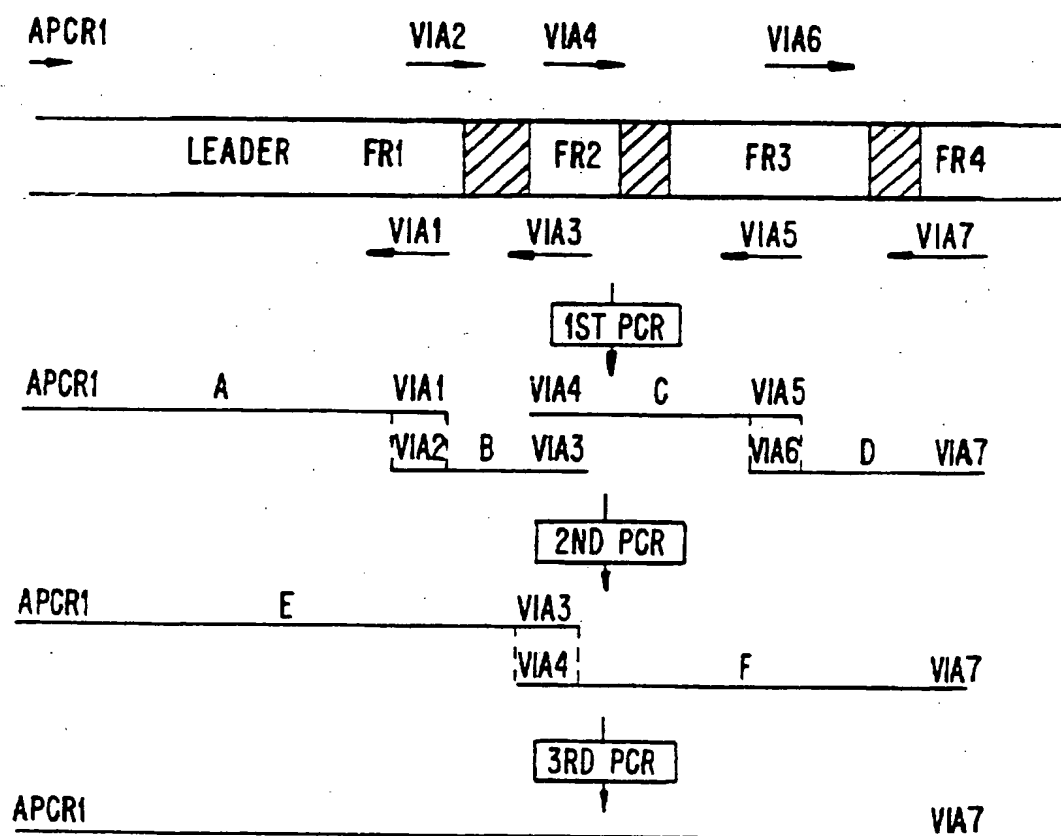 APCR1 VIA2 VIA4 VIA6
LEADER FR1 FR2 FR3 FR4
VIA1 VIA3 VIA5 VIA7
1ST PCR
APCR1 A VIA1 VIA4 C VIA5
VIA2 B VIA3 VIA6 D VIA7
2ND PCR
APCR1 E VIA3
VIA4 F VIA7
3RD PCR
APCR1 VIA7